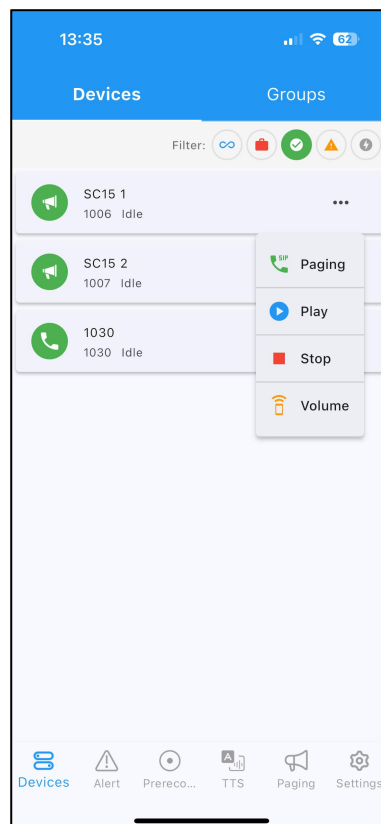 13:35
62
Devices
Groups
Filter:
SC15 1
1006 Idle
SC15 2
1007 Idle
1030
1030 Idle
SIP
Paging
Play
Stop
Volume
A
Devices
Alert
Prereco...
TTS
Paging
Settings